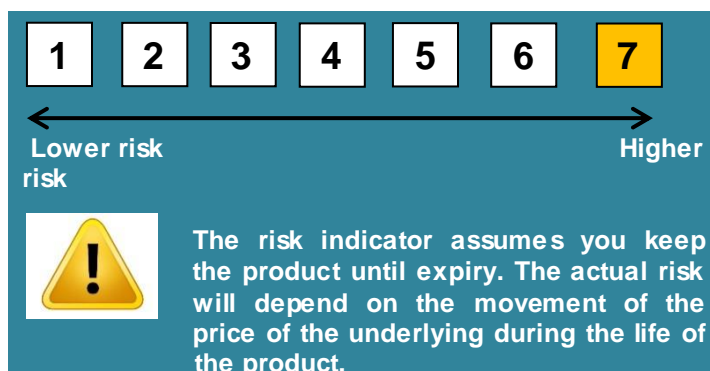 1 2 3 4 5 6 7
Lower risk Higher
risk
The risk indicator assumes you keep
the product until expiry. The actual risk
will depend on the movement of the
price of the underlying during the life of
the product.